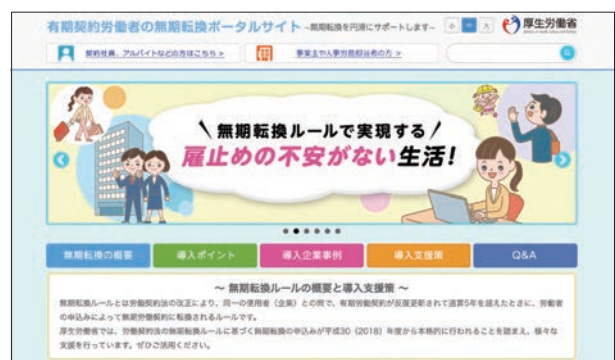 有期契約労働者の無期転換ポータルサイト ~無期転換を円滑にサポートします~
小 中 大
厚生労働省
契約社員、アルバイトなどの方はこちら >
事業主や人事労務担当者の方 >
無期転換ルールで実現する
雇止めの不安がない生活!
無期転換の概要
導入ポイント
導入企業事例
導入支援策
Q&A
~ 無期転換ルールの概要と導入支援策 ~
無期転換ルールとは労働契約法の改正により、同一の使用者（企業）との間で、有期労働契約が反復更新されて通算5年を超えたときに、労働者
の申込みによって無期労働契約に転換されるルールです。
厚生労働省では、労働契約法の無期転換ルールに基づく無期転換の申込みが平成30（2018）年度から本格的に行われることを踏まえ、様々な
支援を行っています。ぜひご活用ください。